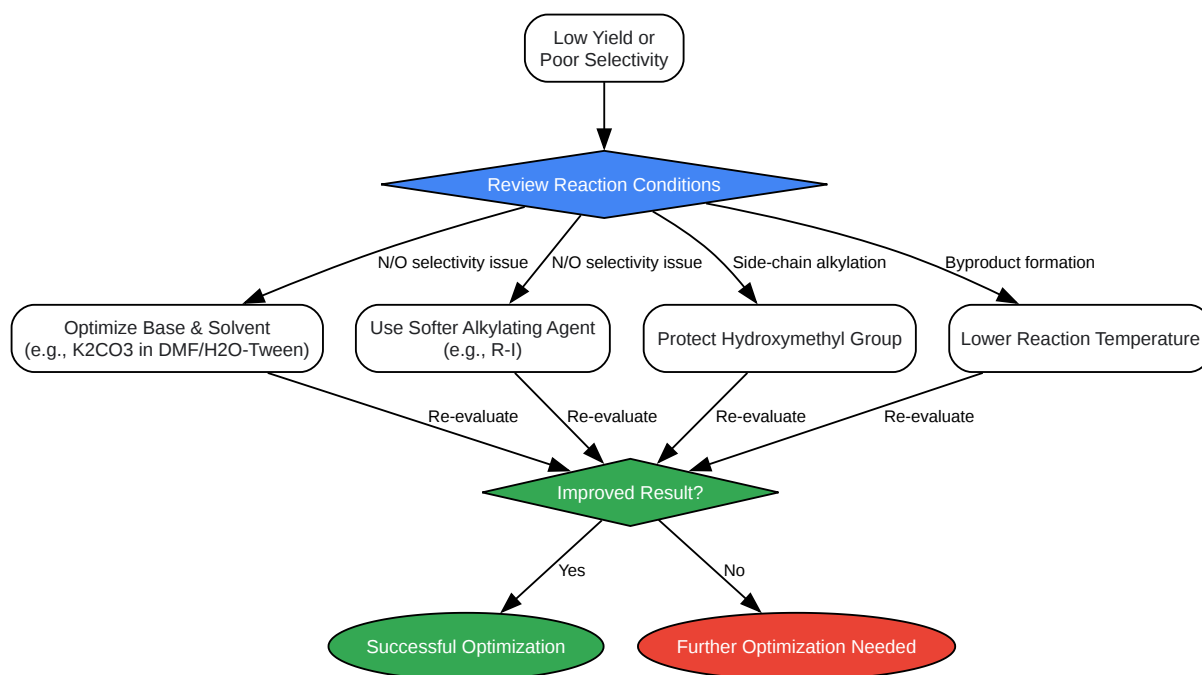 Low Yield or
Poor Selectivity
Review Reaction Conditions
N/O selectivity issue
N/O selectivity issue
Side-chain alkylation
Byproduct formation
Optimize Base & Solvent
(e.g., K2CO3 in DMF/H2O-Tween)
Use Softer Alkylating Agent
(e.g., R-I)
Protect Hydroxymethyl Group
Lower Reaction Temperature
Re-evaluate
Re-evaluate
Re-evaluate
Re-evaluate
Improved Result?
Yes
No
Successful Optimization
Further Optimization Needed